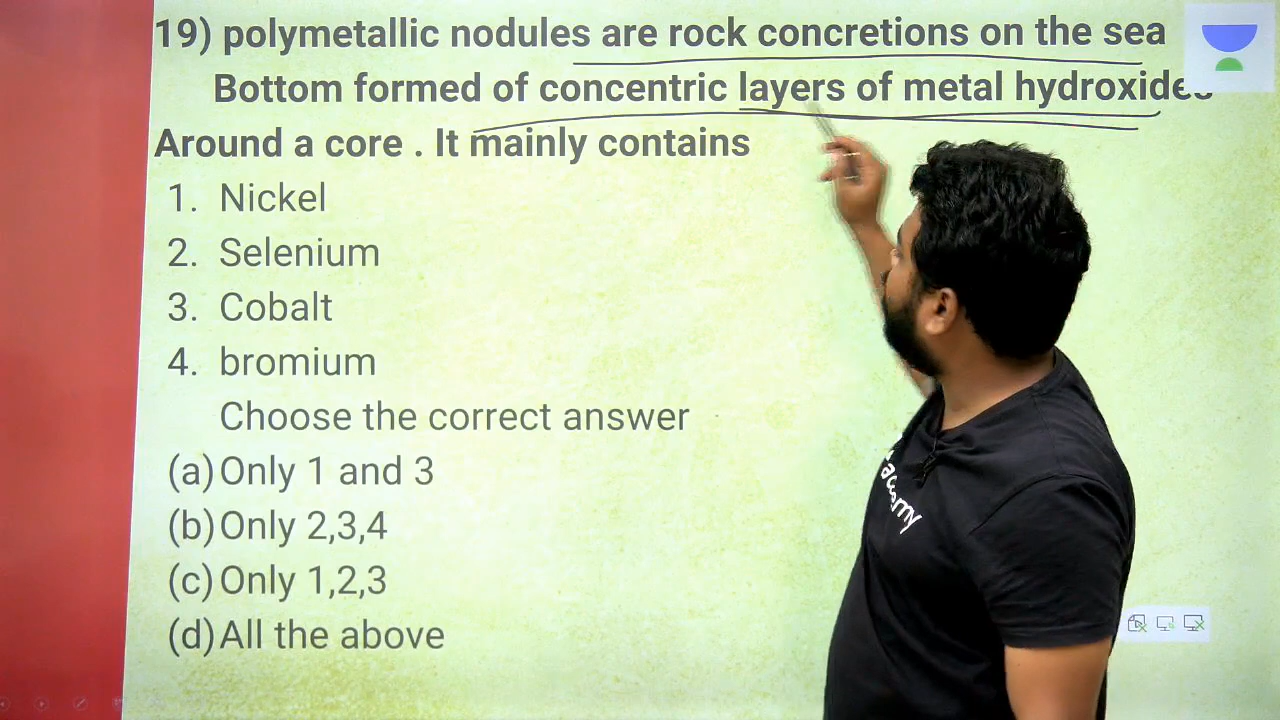 19) polymetallic nodules are rock concretions on the sea
Bottom formed of concentric layers of metal hydroxides
Around a core . It mainly contains
1. Nickel
2. Selenium
3. Cobalt
4. bromium
Choose the correct answer
(a) Only 1 and 3
(b) Only 2,3,4
(c) Only 1,2,3
(d) All the above